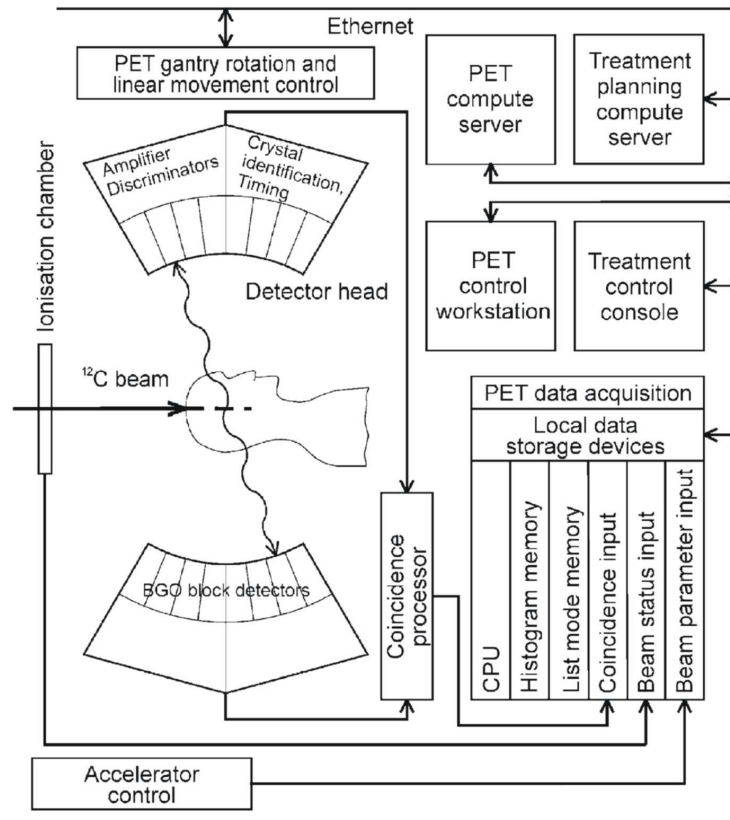 Ethernet
PET gantry rotation and
linear movement control
PET
compute
server
Treatment
planning
compute
server
Amplifier
Discriminators
Crystal
identification,
Timing
Ionisation chamber
Detector head
PET
control
workstation
Treatment
control
console
¹²C beam
PET data acquisition
Local data
storage devices
CPU
Histogram memory
List mode memory
Coincidence input
Beam status input
Beam parameter input
BGO block detectors
Coincidence
processor
Accelerator
control